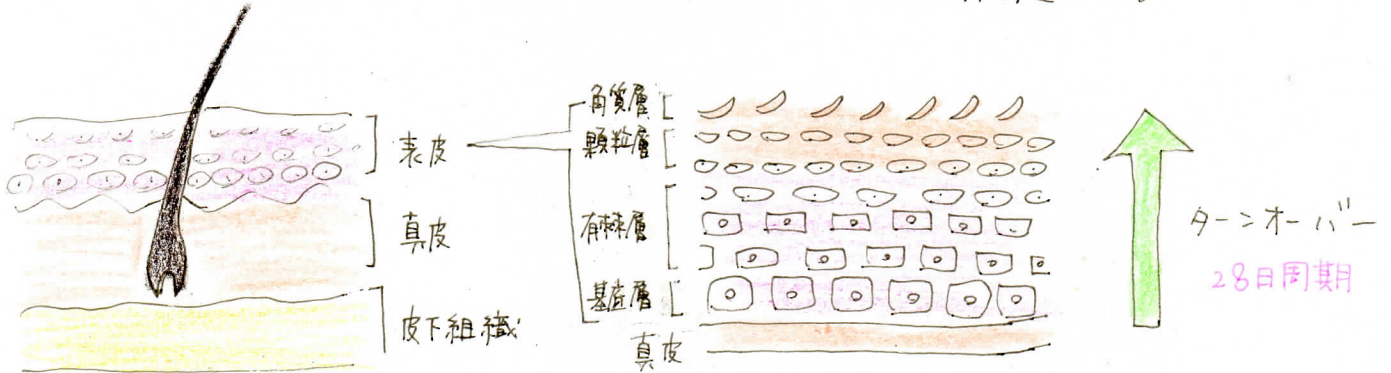 表皮
真皮
皮下組織
角質層
顆粒層
有棘層
基底層
真皮
ターンオーバー
28日周期